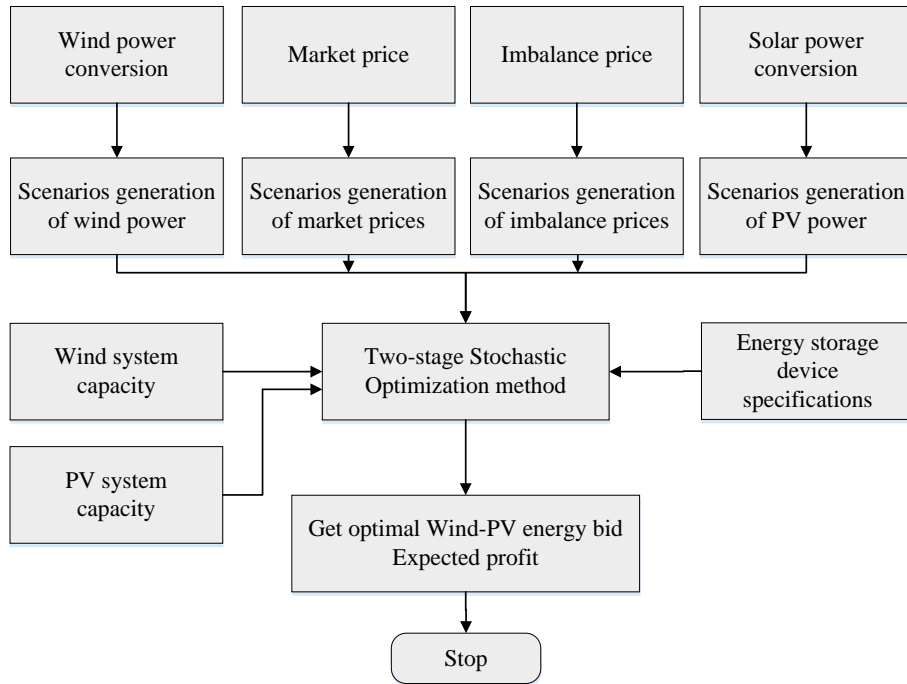 Wind power
conversion
Market price
Imbalance price
Solar power
conversion
Scenarios generation
of wind power
Scenarios generation
of market prices
Scenarios generation
of imbalance prices
Scenarios generation
of PV power
Wind system
capacity
Two-stage Stochastic
Optimization method
Energy storage
device
specifications
PV system
capacity
Get optimal Wind-PV energy bid
Expected profit
Stop